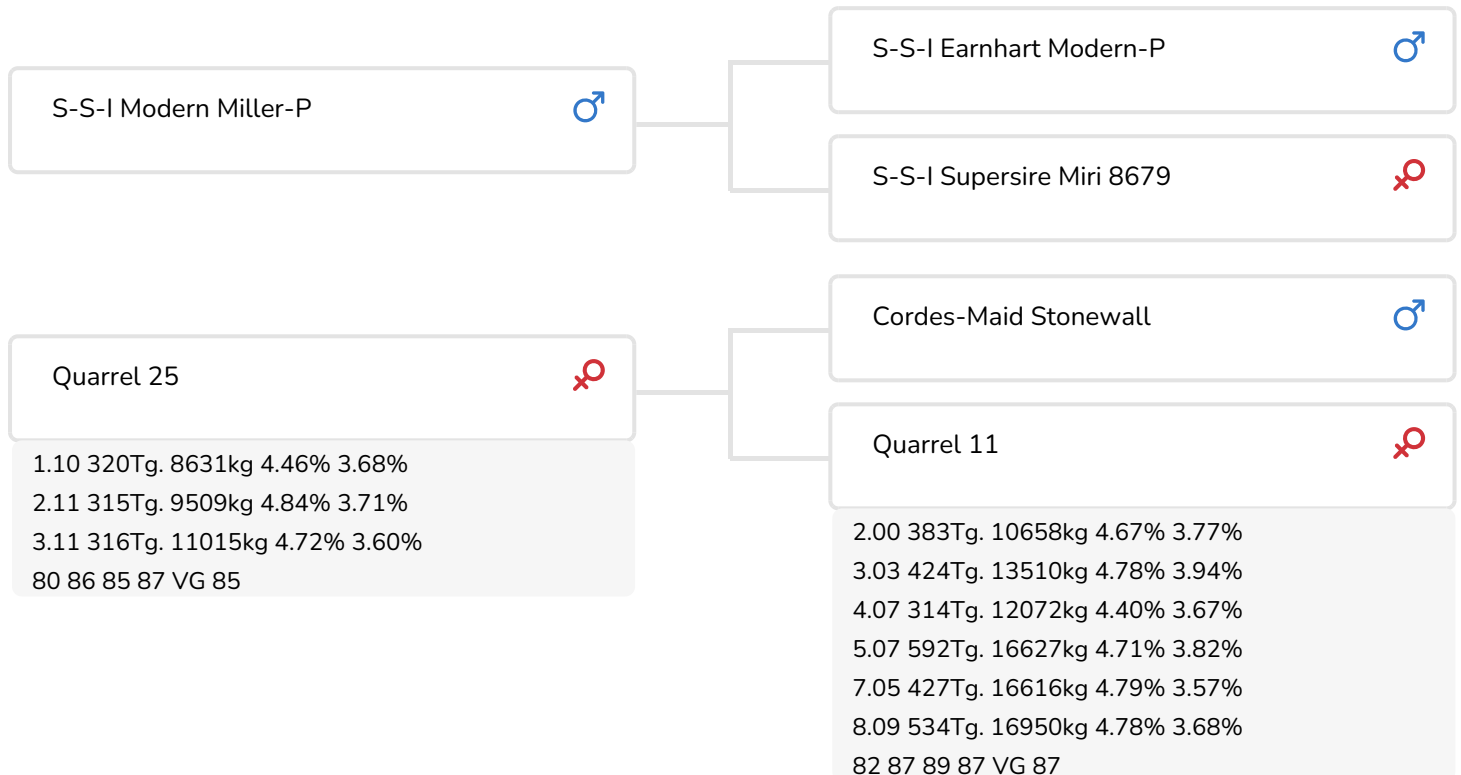 S-S-I Earnhart Modern-P
S-S-I Modern Miller-P
S-S-I Supersire Miri 8679
Cordes-Maid Stonewall
Quarrel 25
1.10 320Tg. 8631kg 4.46% 3.68%
2.11 315Tg. 9509kg 4.84% 3.71%
3.11 316Tg. 11015kg 4.72% 3.60%
80 86 85 87 VG 85
Quarrel 11
2.00 383Tg. 10658kg 4.67% 3.77%
3.03 424Tg. 13510kg 4.78% 3.94%
4.07 314Tg. 12072kg 4.40% 3.67%
5.07 592Tg. 16627kg 4.71% 3.82%
7.05 427Tg. 16616kg 4.79% 3.57%
8.09 534Tg. 16950kg 4.78% 3.68%
82 87 89 87 VG 87